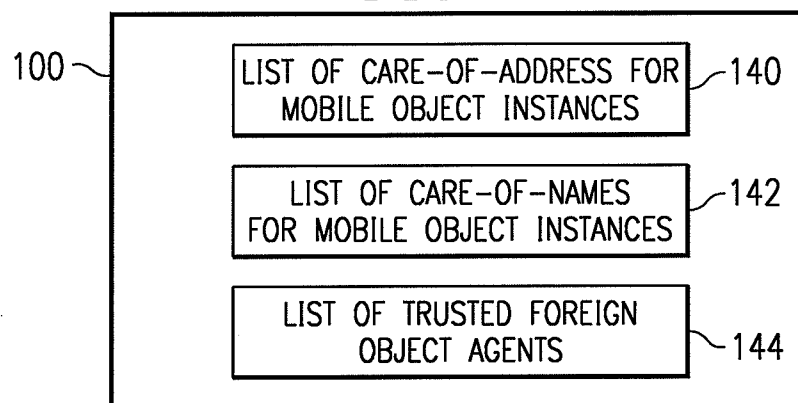 100
LIST OF CARE-OF-ADDRESS FOR
MOBILE OBJECT INSTANCES
140
LIST OF CARE-OF-NAMES
FOR MOBILE OBJECT INSTANCES
142
LIST OF TRUSTED FOREIGN
OBJECT AGENTS
144